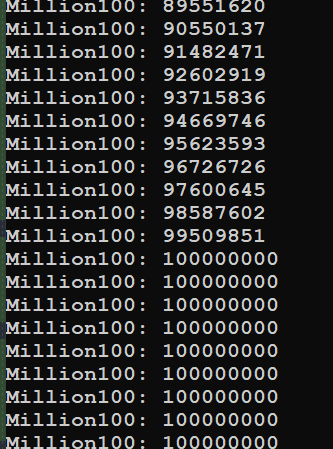 Million100: 89551620
Million100: 90550137
Million100: 91482471
Million100: 92602919
Million100: 93715836
Million100: 94669746
Million100: 95623593
Million100: 96726726
Million100: 97600645
Million100: 98587602
Million100: 99509851
Million100: 100000000
Million100: 100000000
Million100: 100000000
Million100: 100000000
Million100: 100000000
Million100: 100000000
Million100: 100000000
Million100: 100000000
Million100: 100000000